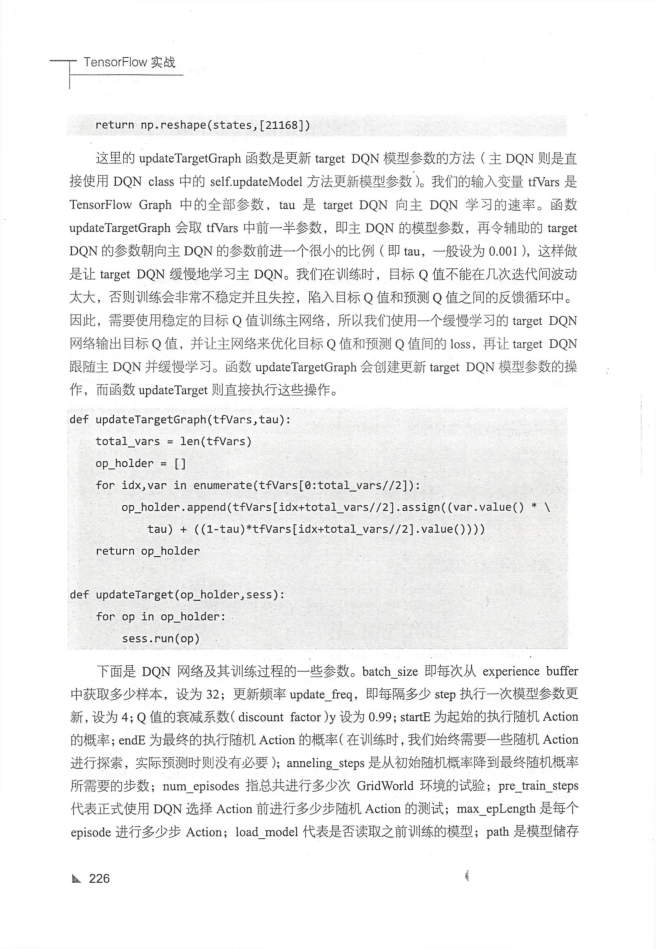 TensorFlow 实战
return np.reshape(states,[21168])
这里的 updateTargetGraph 函数是更新 target DQN 模型参数的方法（主 DQN 则是直
接使用 DQN class 中的 self.updateModel 方法更新模型参数）。我们的输入变量 tfVars 是
TensorFlow Graph 中的全部参数，tau 是 target DQN 向主 DQN 学习的速率。函数
updateTargetGraph 会取 tfVars 中前一半参数，即主 DQN 的模型参数，再令辅助的 target
DQN 的参数朝向主 DQN 的参数前进一个很小的比例（即 tau，一般设为 0.001），这样做
是让 target DQN 缓慢地学习主 DQN。我们在训练时，目标 Q 值不能在几次迭代间波动
太大，否则训练会非常不稳定并且失控，陷入目标 Q 值和预测 Q 值之间的反馈循环中。
因此，需要使用稳定的目标 Q 值训练主网络，所以我们使用一个缓慢学习的 target DQN
网络输出目标 Q 值，并让主网络来优化目标 Q 值和预测 Q 值间的 loss，再让 target DQN
跟随主 DQN 并缓慢学习。函数 updateTargetGraph 会创建更新 target DQN 模型参数的操
作，而函数 updateTarget 则直接执行这些操作。
def updateTargetGraph(tfVars,tau):
    total_vars = len(tfVars)
    op_holder = []
    for idx,var in enumerate(tfVars[0:total_vars//2]):
        op_holder.append(tfVars[idx+total_vars//2].assign((var.value() * \
            tau) + ((1-tau)*tfVars[idx+total_vars//2].value())))
    return op_holder
def updateTarget(op_holder,sess):
    for op in op_holder:
        sess.run(op)
下面是 DQN 网络及其训练过程的一些参数。batch_size 即每次从 experience buffer
中获取多少样本，设为 32；更新频率 update_freq，即每隔多少 step 执行一次模型参数更
新，设为 4；Q 值的衰减系数（discount factor）y 设为 0.99；startE 为起始的执行随机 Action
的概率；endE 为最终的执行随机 Action 的概率（在训练时，我们始终需要一些随机 Action
进行探索，实际预测时则没有必要）；anneling_steps 是从初始随机概率降到最终随机概率
所需要的步数；num_episodes 指总共进行多少次 GridWorld 环境的试验；pre_train_steps
代表正式使用 DQN 选择 Action 前进行多少步随机 Action 的测试；max_epLength 是每个
episode 进行多少步 Action；load_model 代表是否读取之前训练的模型；path 是模型储存
226